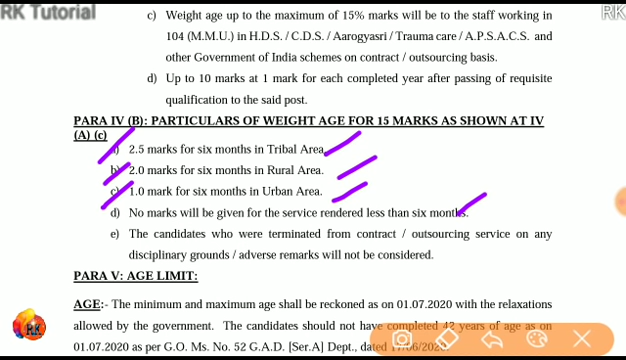 RK Tutorial
RK
c) Weight age up to the maximum of 15% marks will be to the staff working in
104 (M.M.U.) in H.D.S. / C.D.S. / Aarogyasri / Trauma care / A.P.S.A.C.S. and
other Government of India schemes on contract / outsourcing basis.
d) Up to 10 marks at 1 mark for each completed year after passing of requisite
qualification to the said post.
PARA IV (B): PARTICULARS OF WEIGHT AGE FOR 15 MARKS AS SHOWN AT IV
(A) (c)
a) 2.5 marks for six months in Tribal Area.
b) 2.0 marks for six months in Rural Area.
c) 1.0 mark for six months in Urban Area.
d) No marks will be given for the service rendered less than six months.
e) The candidates who were terminated from contract / outsourcing service on any
disciplinary grounds / adverse remarks will not be considered.
PARA V: AGE LIMIT:
AGE:- The minimum and maximum age shall be reckoned as on 01.07.2020 with the relaxations
allowed by the government. The candidates should not have completed 42 years of age as on
01.07.2020 as per G.O. Ms. No. 52 G.A.D. [Ser.A] Dept., dated 17/06/2020
RK